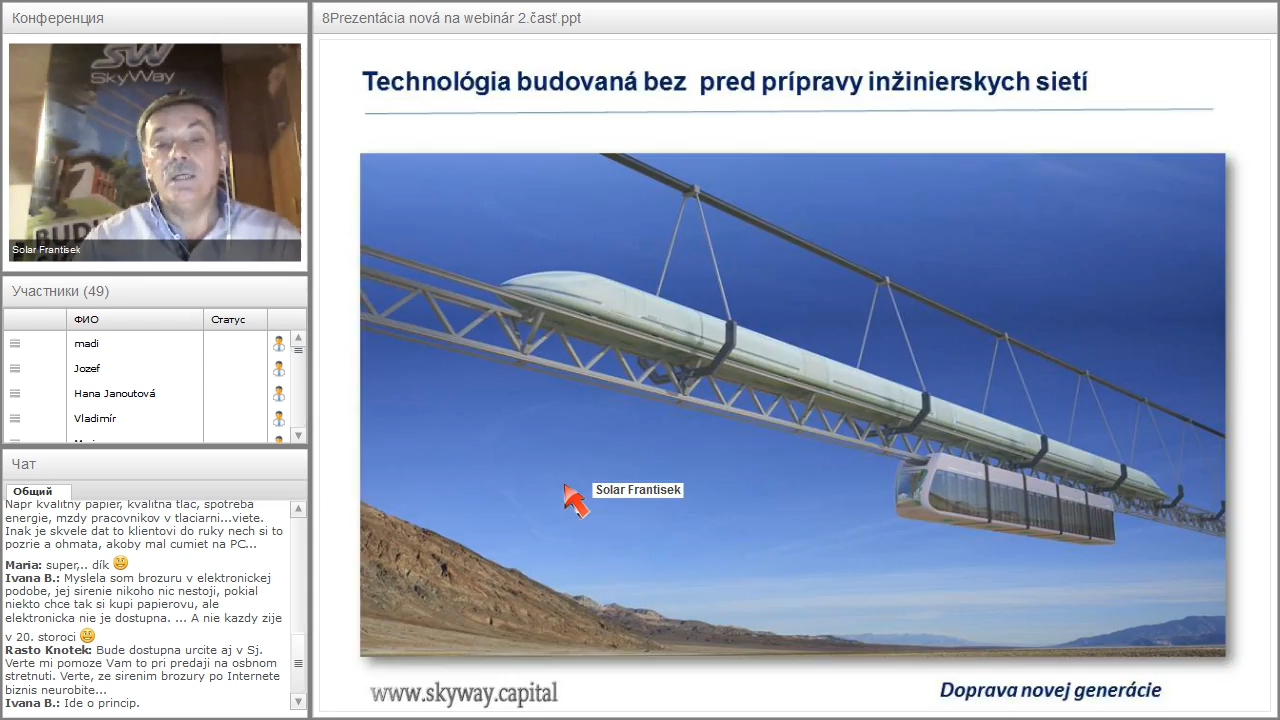 Конференция
SW
SkyWay
BUD
Solar Frantisek
Участники (49)
ФИО
Статус
madi
Jozef
Hana Janoutová
Vladimír
Чат
Общий
Napr kvalitny papier, kvalitna tlac, spotreba
energie, mzdy pracovnikov v tlaciarni...viete.
Inak je skvele dat to klientovi do ruky nech si to
pozrie a ohmata, akoby mal cumiet na PC...
Maria: super,.. dík
Ivana B.: Myslela som brozuru v elektronickej
podobe, jej sirenie nikoho nic nestoji, pokial
niekto chce tak si kupi papierovu, ale
elektronicka nie je dostupna. ... A nie kazdy zije
v 20. storoci
Rasto Knotek: Bude dostupna urcite aj v Sj.
Verte mi pomoze Vam to pri predaji na osbnom
stretnuti. Verte, ze sirenim brozury po Internete
biznis neurobite...
Ivana B.: Ide o princip.
8Prezentácia nová na webinár 2.časť.ppt
Technológia budovaná bez pred prípravy inžinierskych sietí
Solar Frantisek
www.skyway.capital
Doprava novej generácie